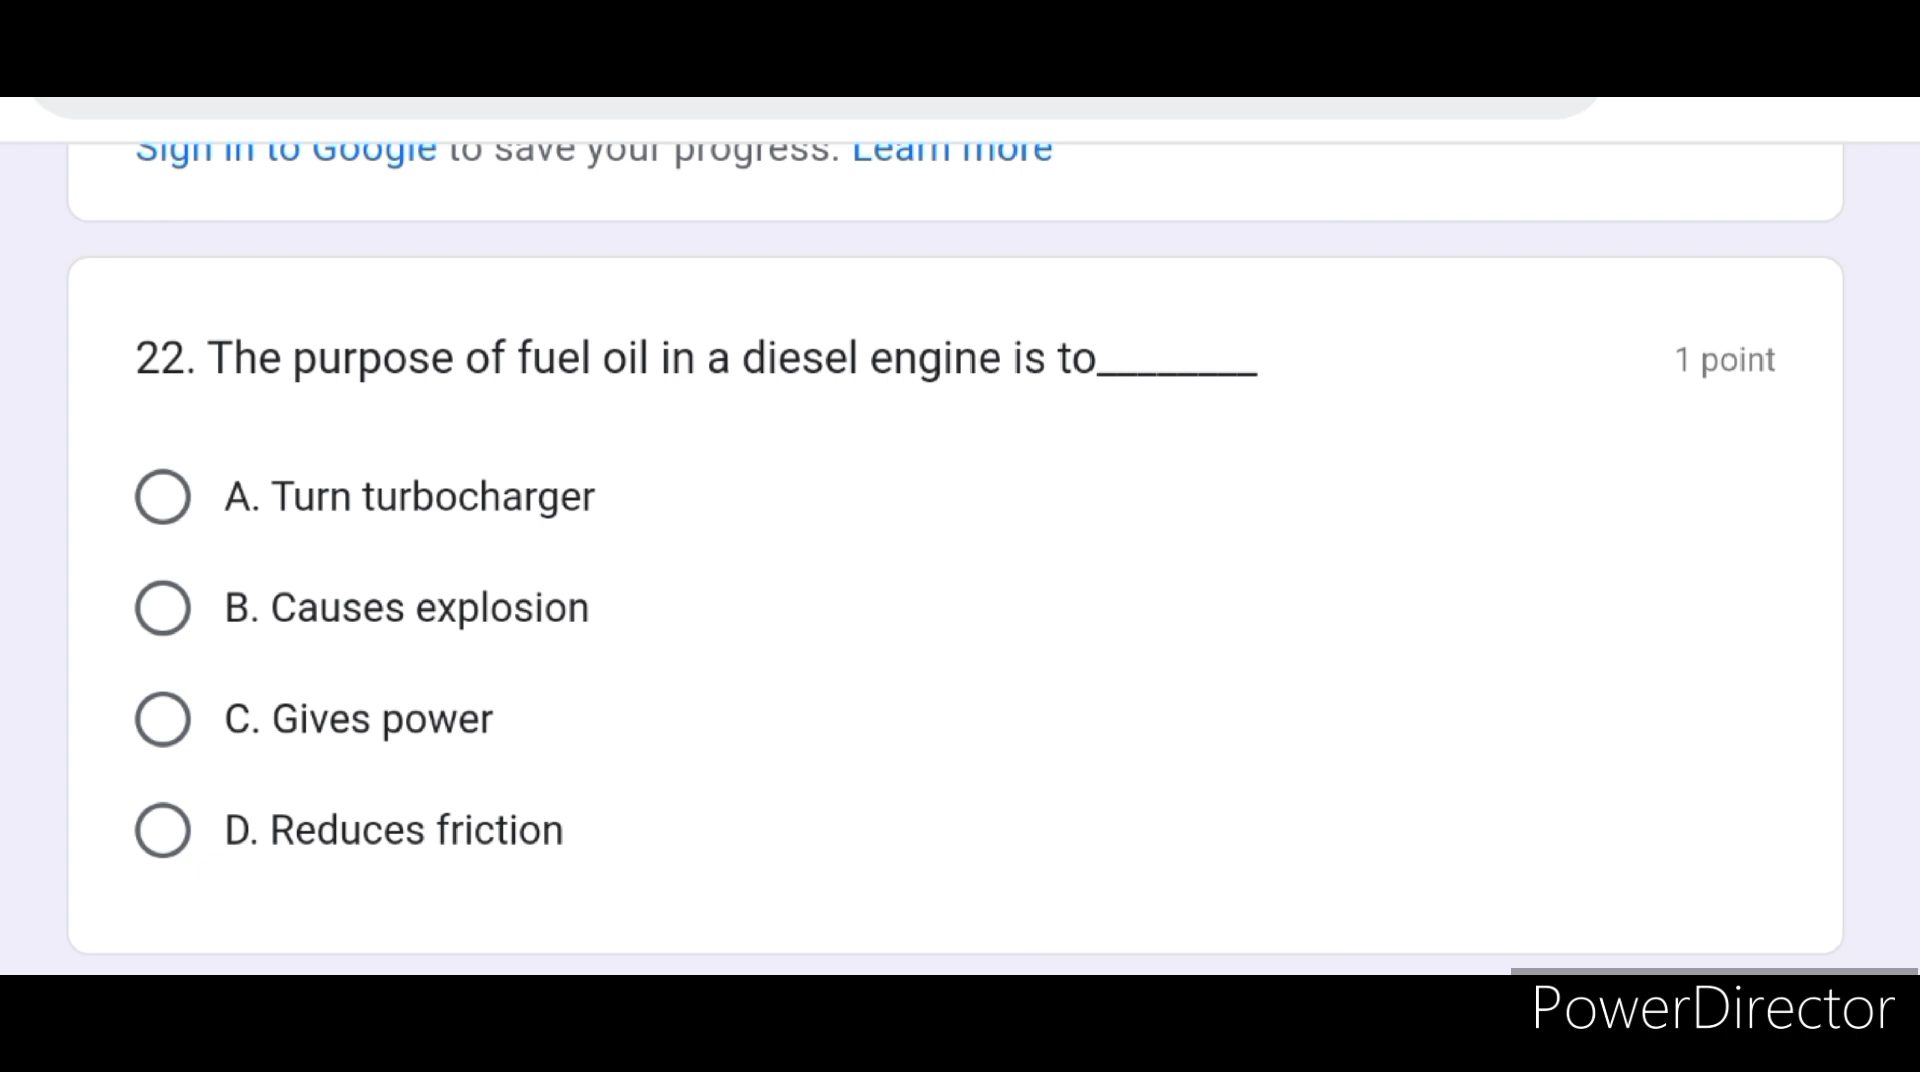 Sign in to Google to save your progress. Learn more
22. The purpose of fuel oil in a diesel engine is to________
1 point
A. Turn turbocharger
B. Causes explosion
C. Gives power
D. Reduces friction
PowerDirector